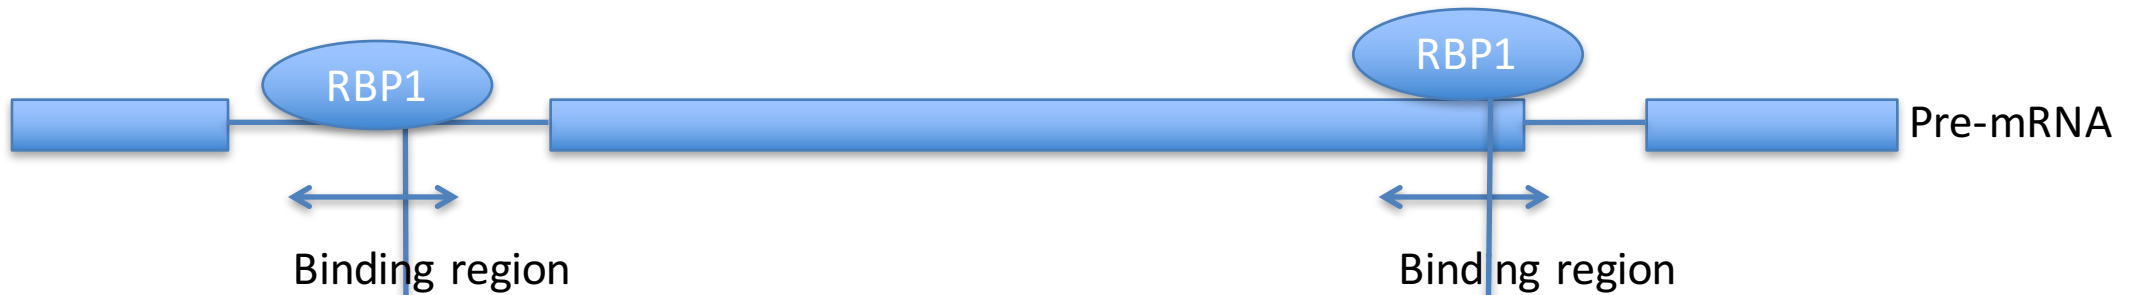 RBP1
RBP1
Pre-mRNA
Binding region
Binding region